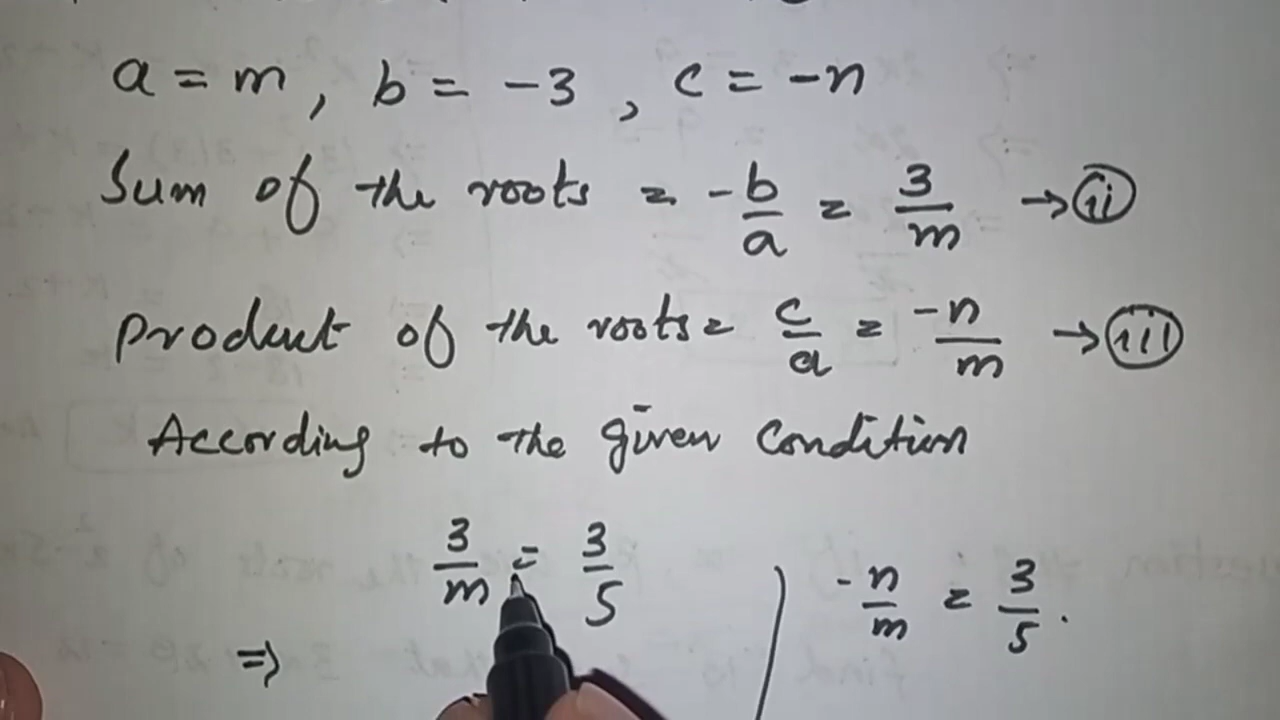 a = m, b = -3, c = -n
Sum of the roots = -b/a = 3/m → (ii)
Product of the roots = c/a = -n/m → (iii)
According to the given condition
3/m = 3/5 | -n/m = 3/5.
⇒